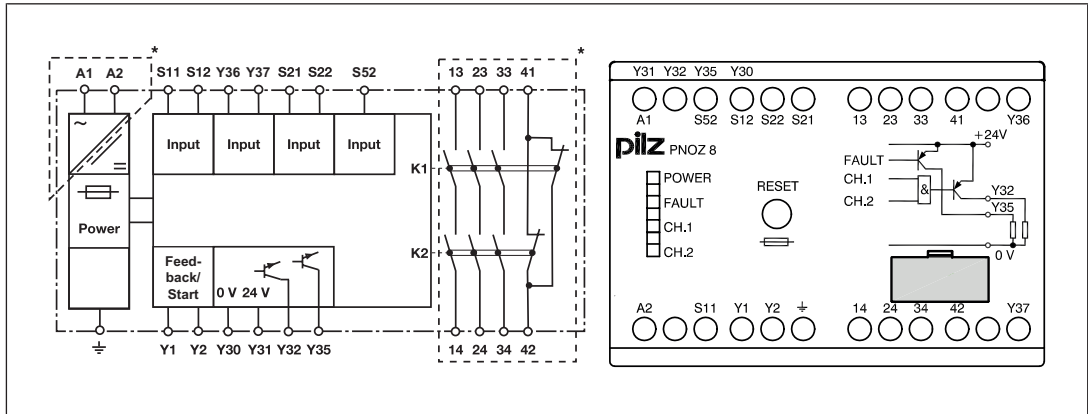 *
*
A1 A2 S11 S12 Y36 Y37 S21 S22 S52 13 23 33 41
~
=
Input Input Input Input
Power
K1
K2
Feed-
back/
Start
0 V 24 V
Y1 Y2 Y30 Y31 Y32 Y35 14 24 34 42
Y31 Y32 Y35 Y30
A1 S52 S12 S22 S21 13 23 33 41 Y36
pilz PNOZ 8
POWER
FAULT
CH.1
CH.2
RESET
+24V
FAULT
CH.1
CH.2
&
Y32
Y35
0 V
A2 S11 Y1 Y2 14 24 34 42 Y37